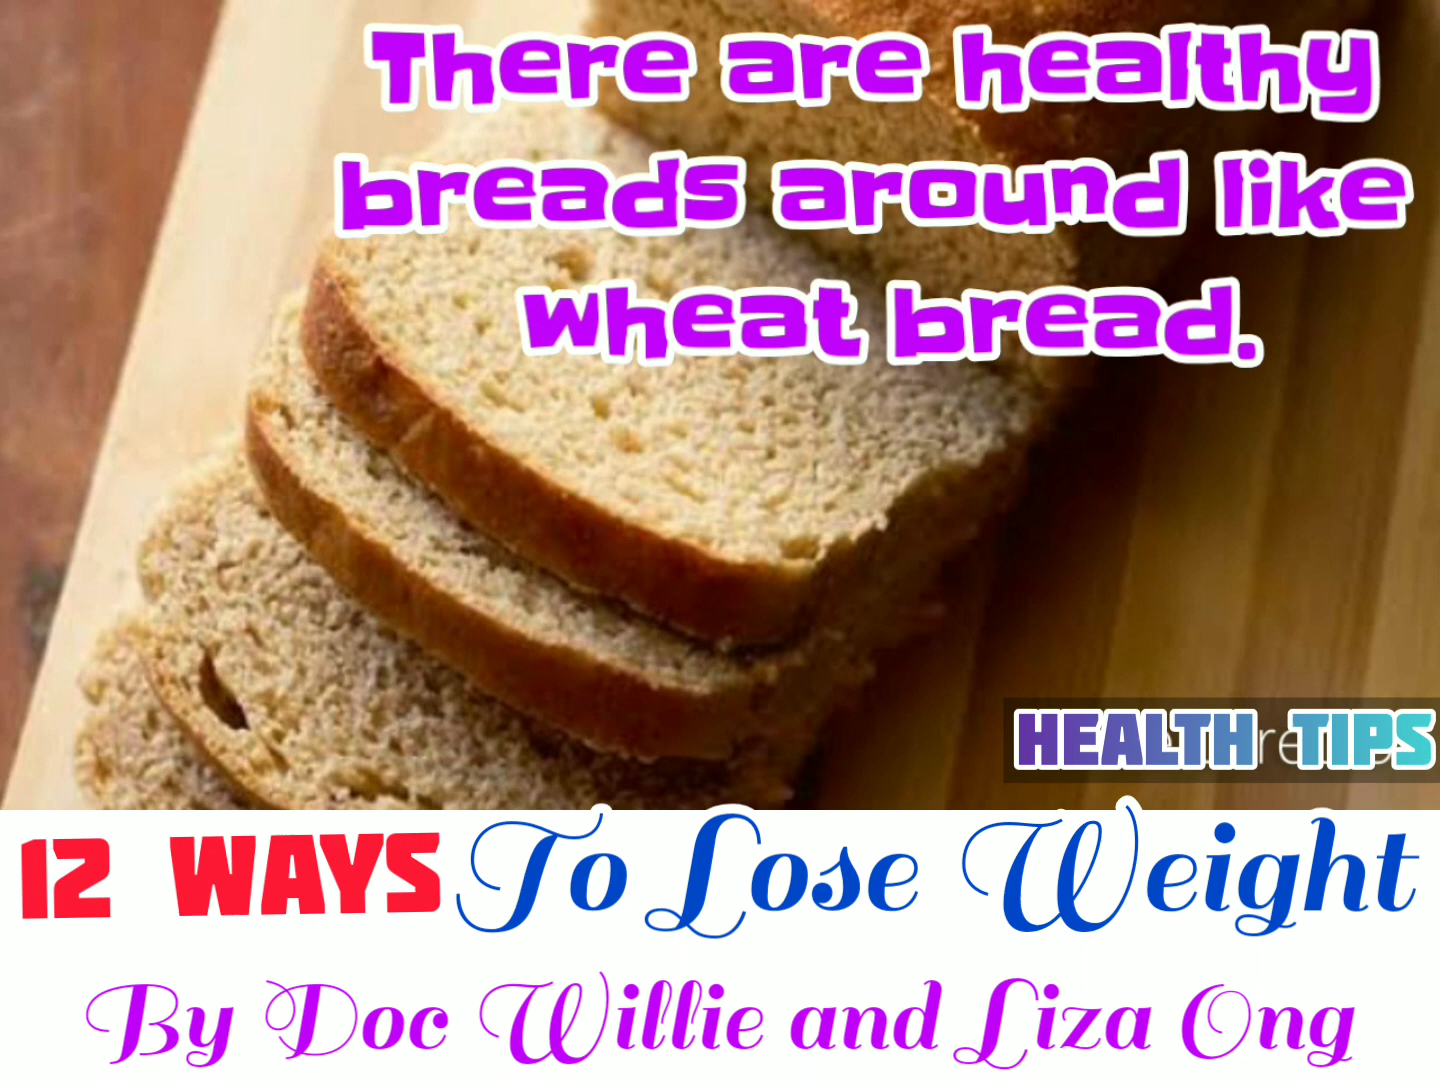 There are healthy
breads around like
wheat bread.
HEALTH TIPS
12 WAYS To Lose Weight
By Doc Willie and Liza Ong